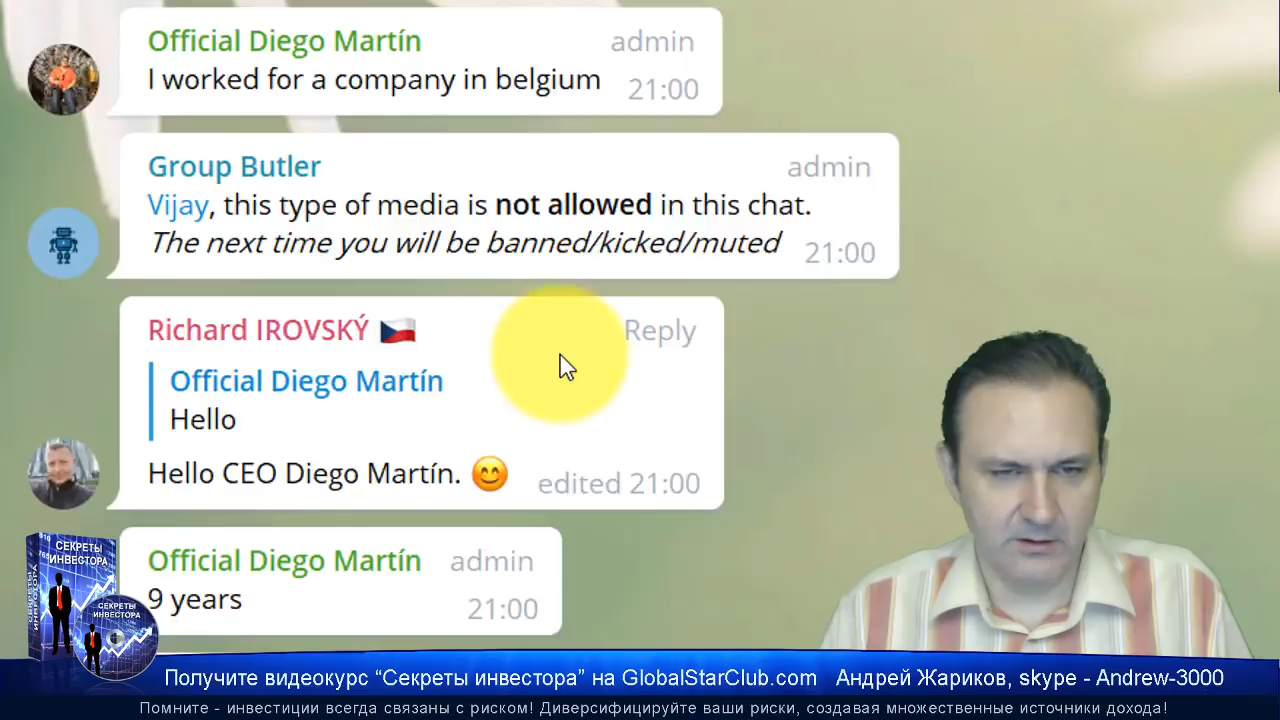 Official Diego Martín admin
I worked for a company in belgium 21:00
Group Butler admin
Vijay, this type of media is not allowed in this chat.
The next time you will be banned/kicked/muted 21:00
Richard IROVSKÝ 🇨🇿 Reply
Official Diego Martín
Hello
Hello CEO Diego Martín. 😊 edited 21:00
Official Diego Martín admin
9 years 21:00
СЕКРЕТЫ
ИНВЕСТОРА
СЕКРЕТЫ
ИНВЕСТОРА
Получите видеокурс “Секреты инвестора” на GlobalStarClub.com Андрей Жариков, skype - Andrew-3000
Помните - инвестиции всегда связаны с риском! Диверсифицируйте ваши риски, создавая множественные источники дохода!